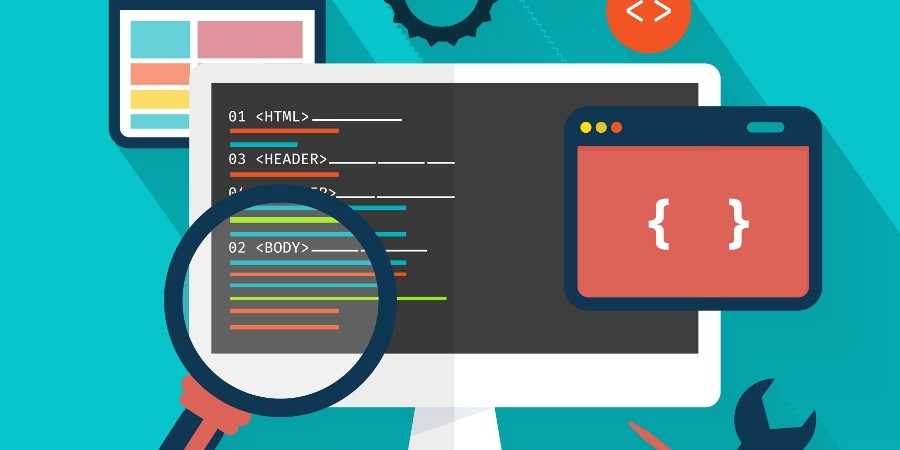 < >
01 <HTML>
03 <HEADER>
02 <BODY>
{ }